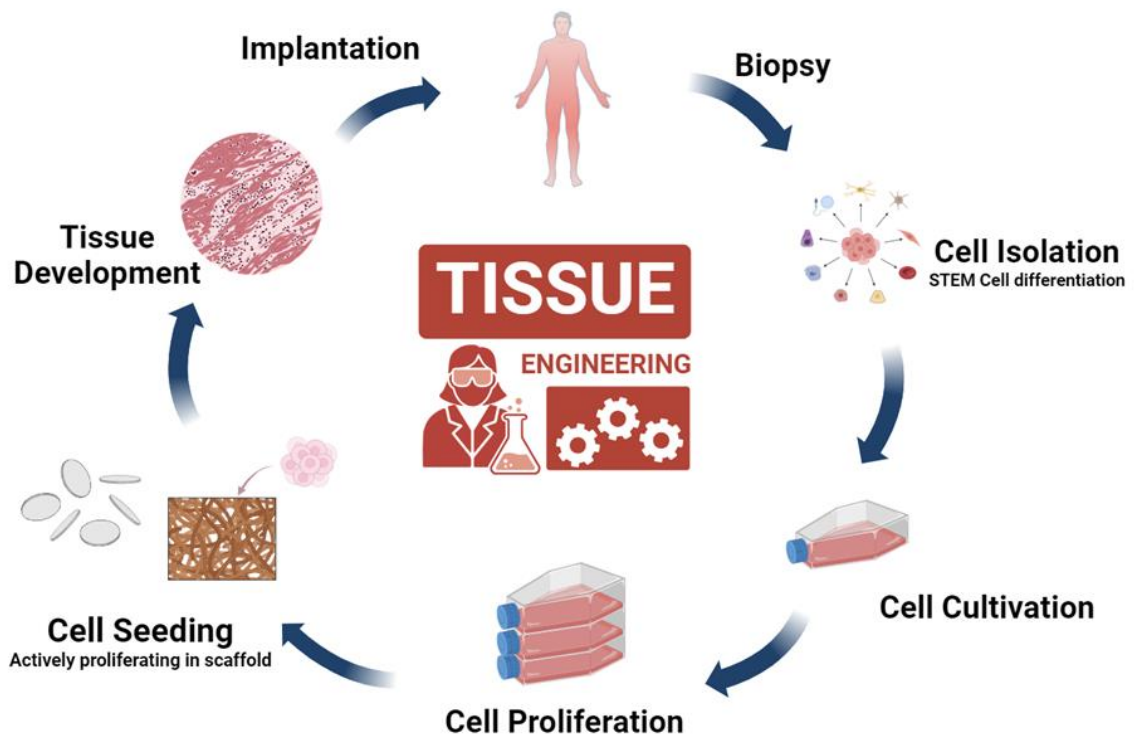 Implantation
Biopsy
Tissue
Development
TISSUE
ENGINEERING
Cell Isolation
STEM Cell differentiation
Cell Cultivation
Cell Seeding
Actively proliferating in scaffold
Cell Proliferation